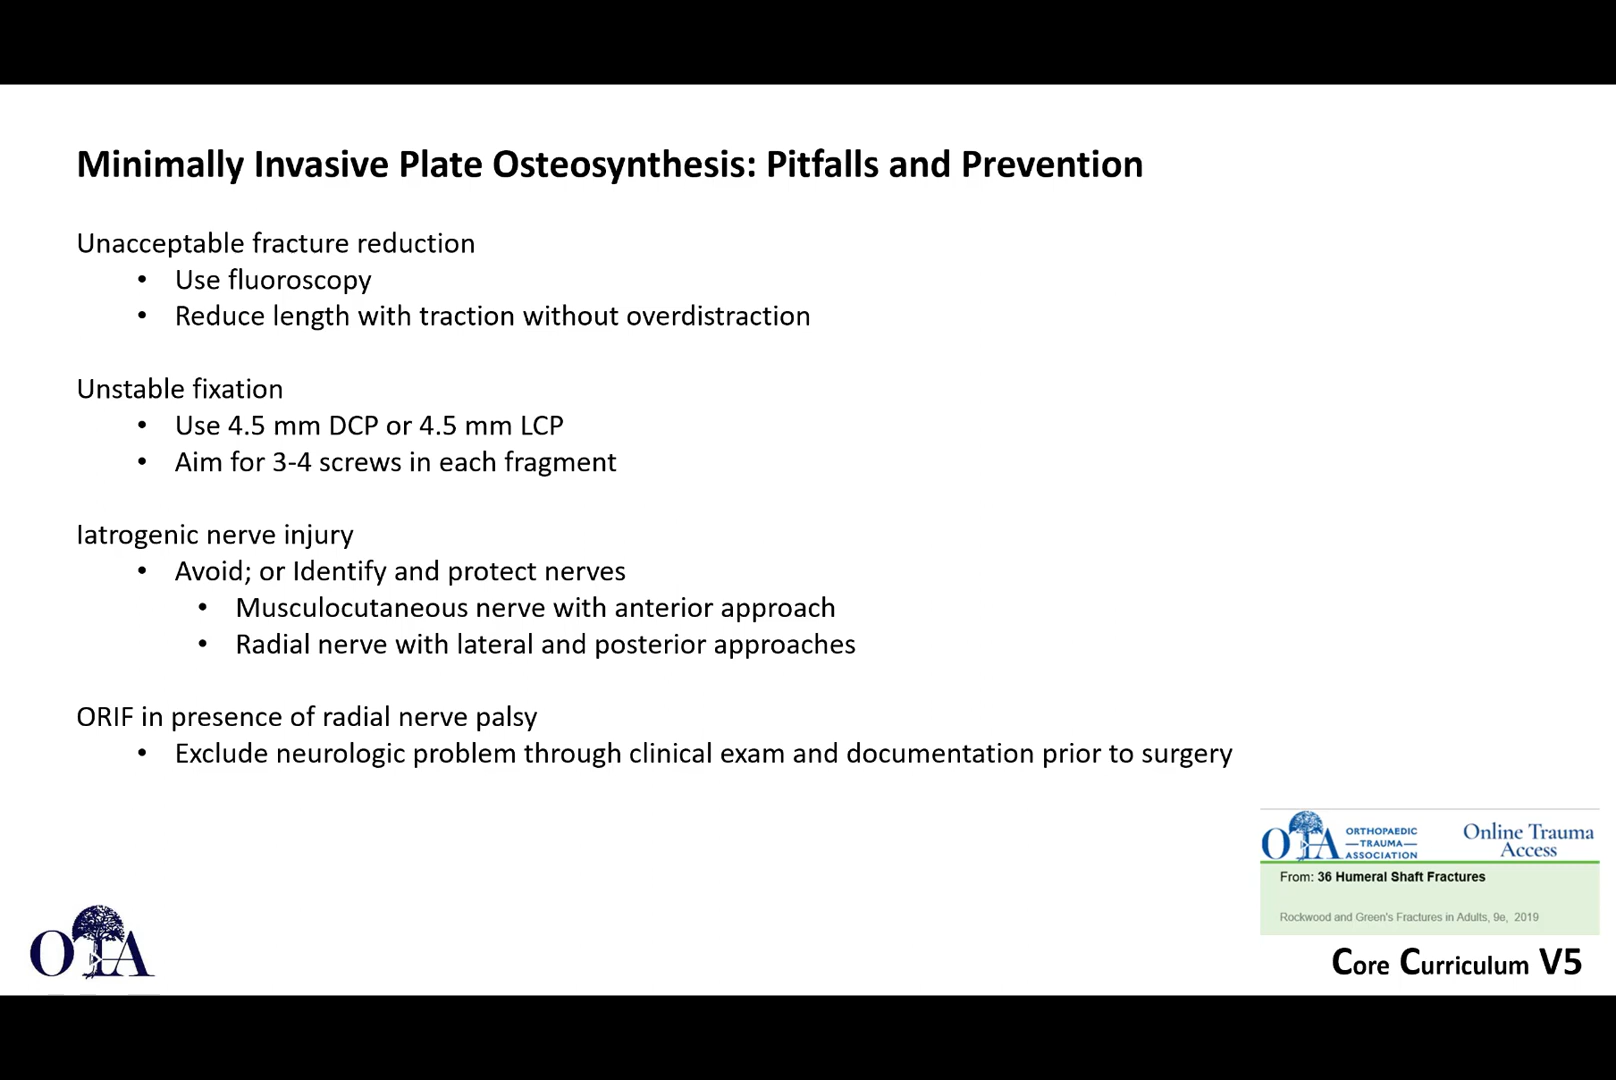 Minimally Invasive Plate Osteosynthesis: Pitfalls and Prevention
Unacceptable fracture reduction
• Use fluoroscopy
• Reduce length with traction without overdistraction
Unstable fixation
• Use 4.5 mm DCP or 4.5 mm LCP
• Aim for 3-4 screws in each fragment
Iatrogenic nerve injury
• Avoid; or Identify and protect nerves
• Musculocutaneous nerve with anterior approach
• Radial nerve with lateral and posterior approaches
ORIF in presence of radial nerve palsy
• Exclude neurologic problem through clinical exam and documentation prior to surgery
OTA
ORTHOPAEDIC
—TRAUMA—
ASSOCIATION
Online Trauma
Access
From: 36 Humeral Shaft Fractures
Rockwood and Green's Fractures in Adults, 9e, 2019
OTA
Core Curriculum V5